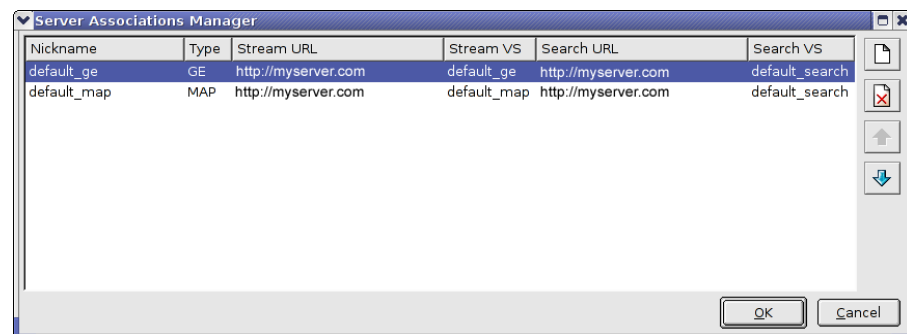 Server Associations Manager
Nickname Type Stream URL Stream VS Search URL Search VS
default_ge GE http://myserver.com default_ge http://myserver.com default_search
default_map MAP http://myserver.com default_map http://myserver.com default_search
OK Cancel